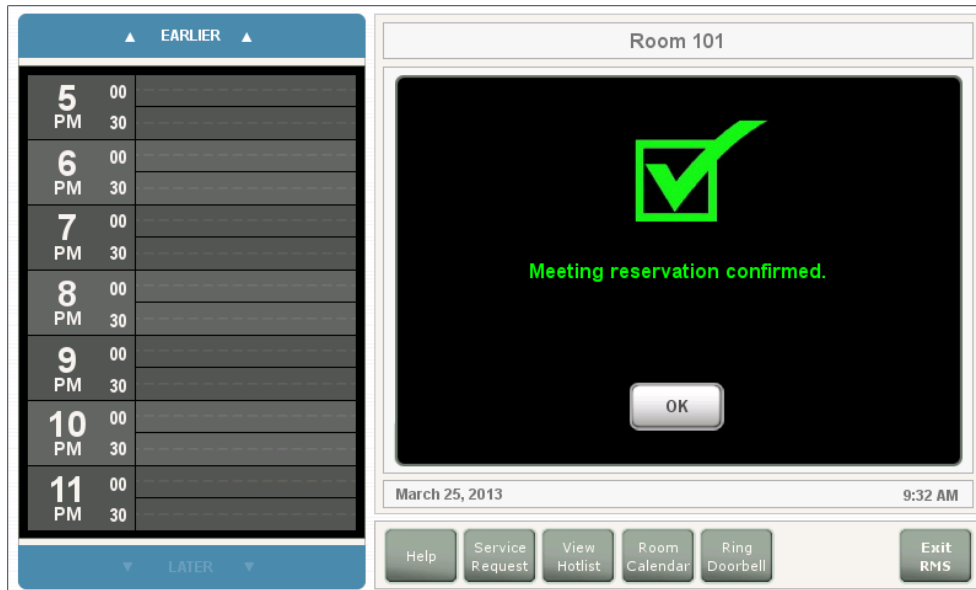 ▲ EARLIER ▲
5 PM 00
30
6 PM 00
30
7 PM 00
30
8 PM 00
30
9 PM 00
30
10 PM 00
30
11 PM 00
30
▼ LATER ▼
Room 101
Meeting reservation confirmed.
OK
March 25, 2013 9:32 AM
Help
Service
Request
View
Hotlist
Room
Calendar
Ring
Doorbell
Exit
RMS